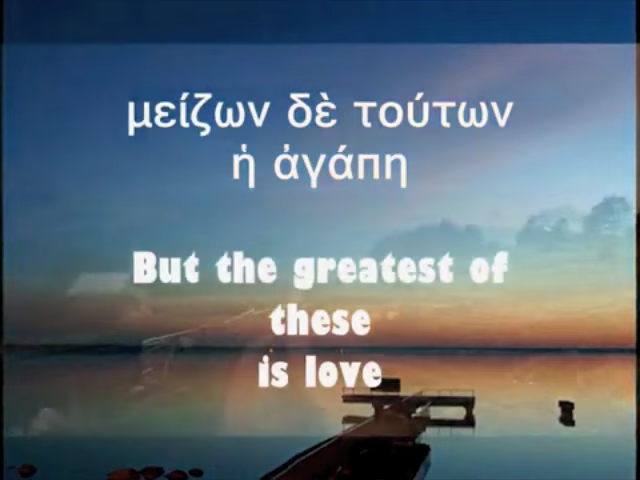 μείζων δὲ τούτων
ἡ ἀγάπη
But the greatest of
these
is love